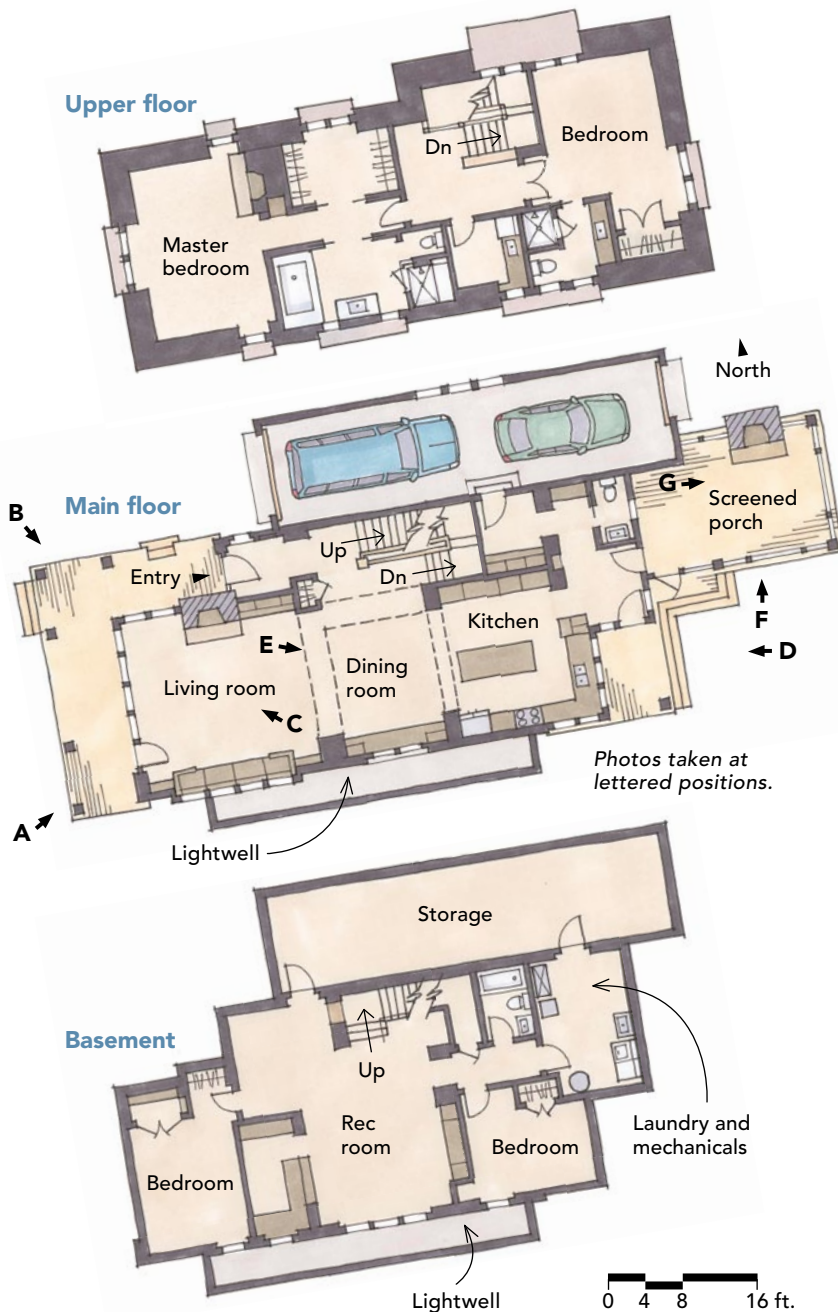 Upper floor
Dn
Bedroom
Master
bedroom
North
Main floor
B
Entry
Up
Dn
G
Screened
porch
Kitchen
E
Dining
room
Living room
C
F
D
Photos taken at
lettered positions.
A
Lightwell
Storage
Basement
Up
Rec
room
Bedroom
Bedroom
Laundry and
mechanicals
Lightwell
0 4 8 16 ft.